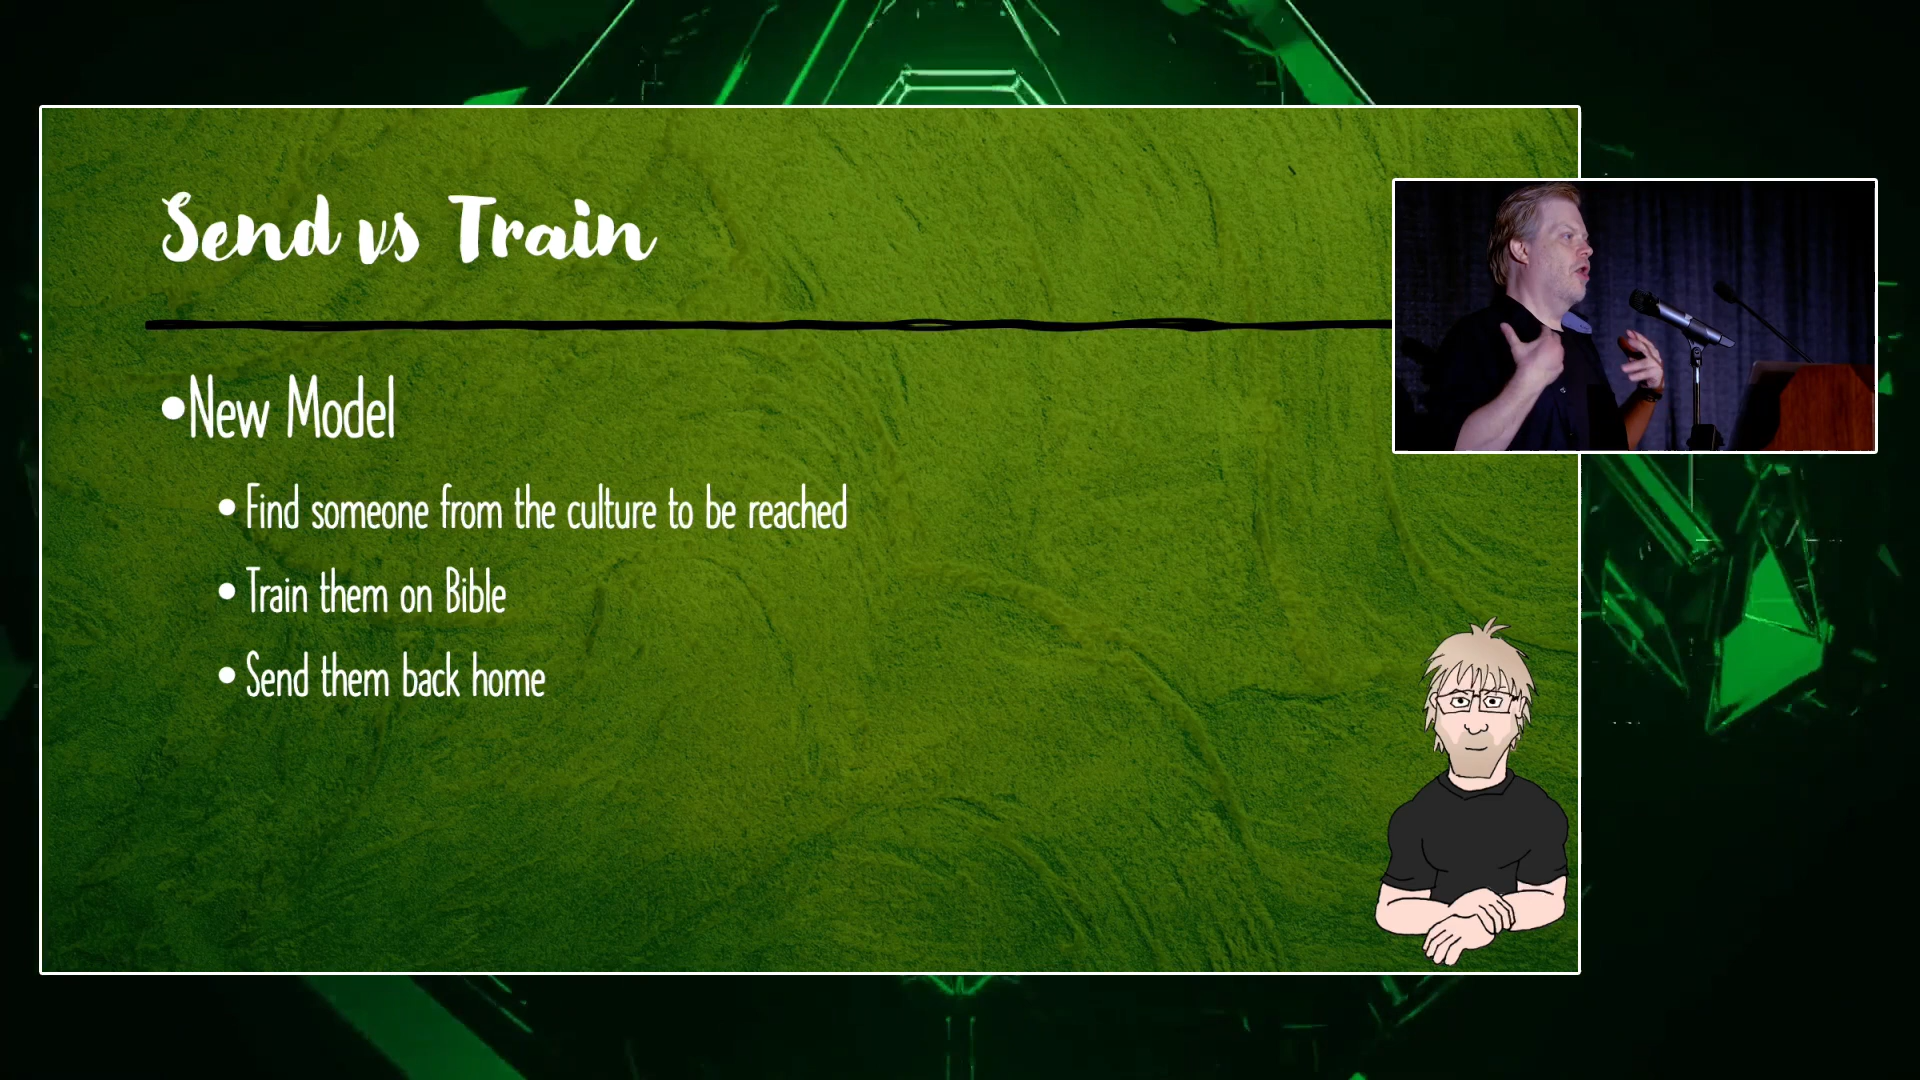 Send vs Train
•New Model
• Find someone from the culture to be reached
• Train them on Bible
• Send them back home